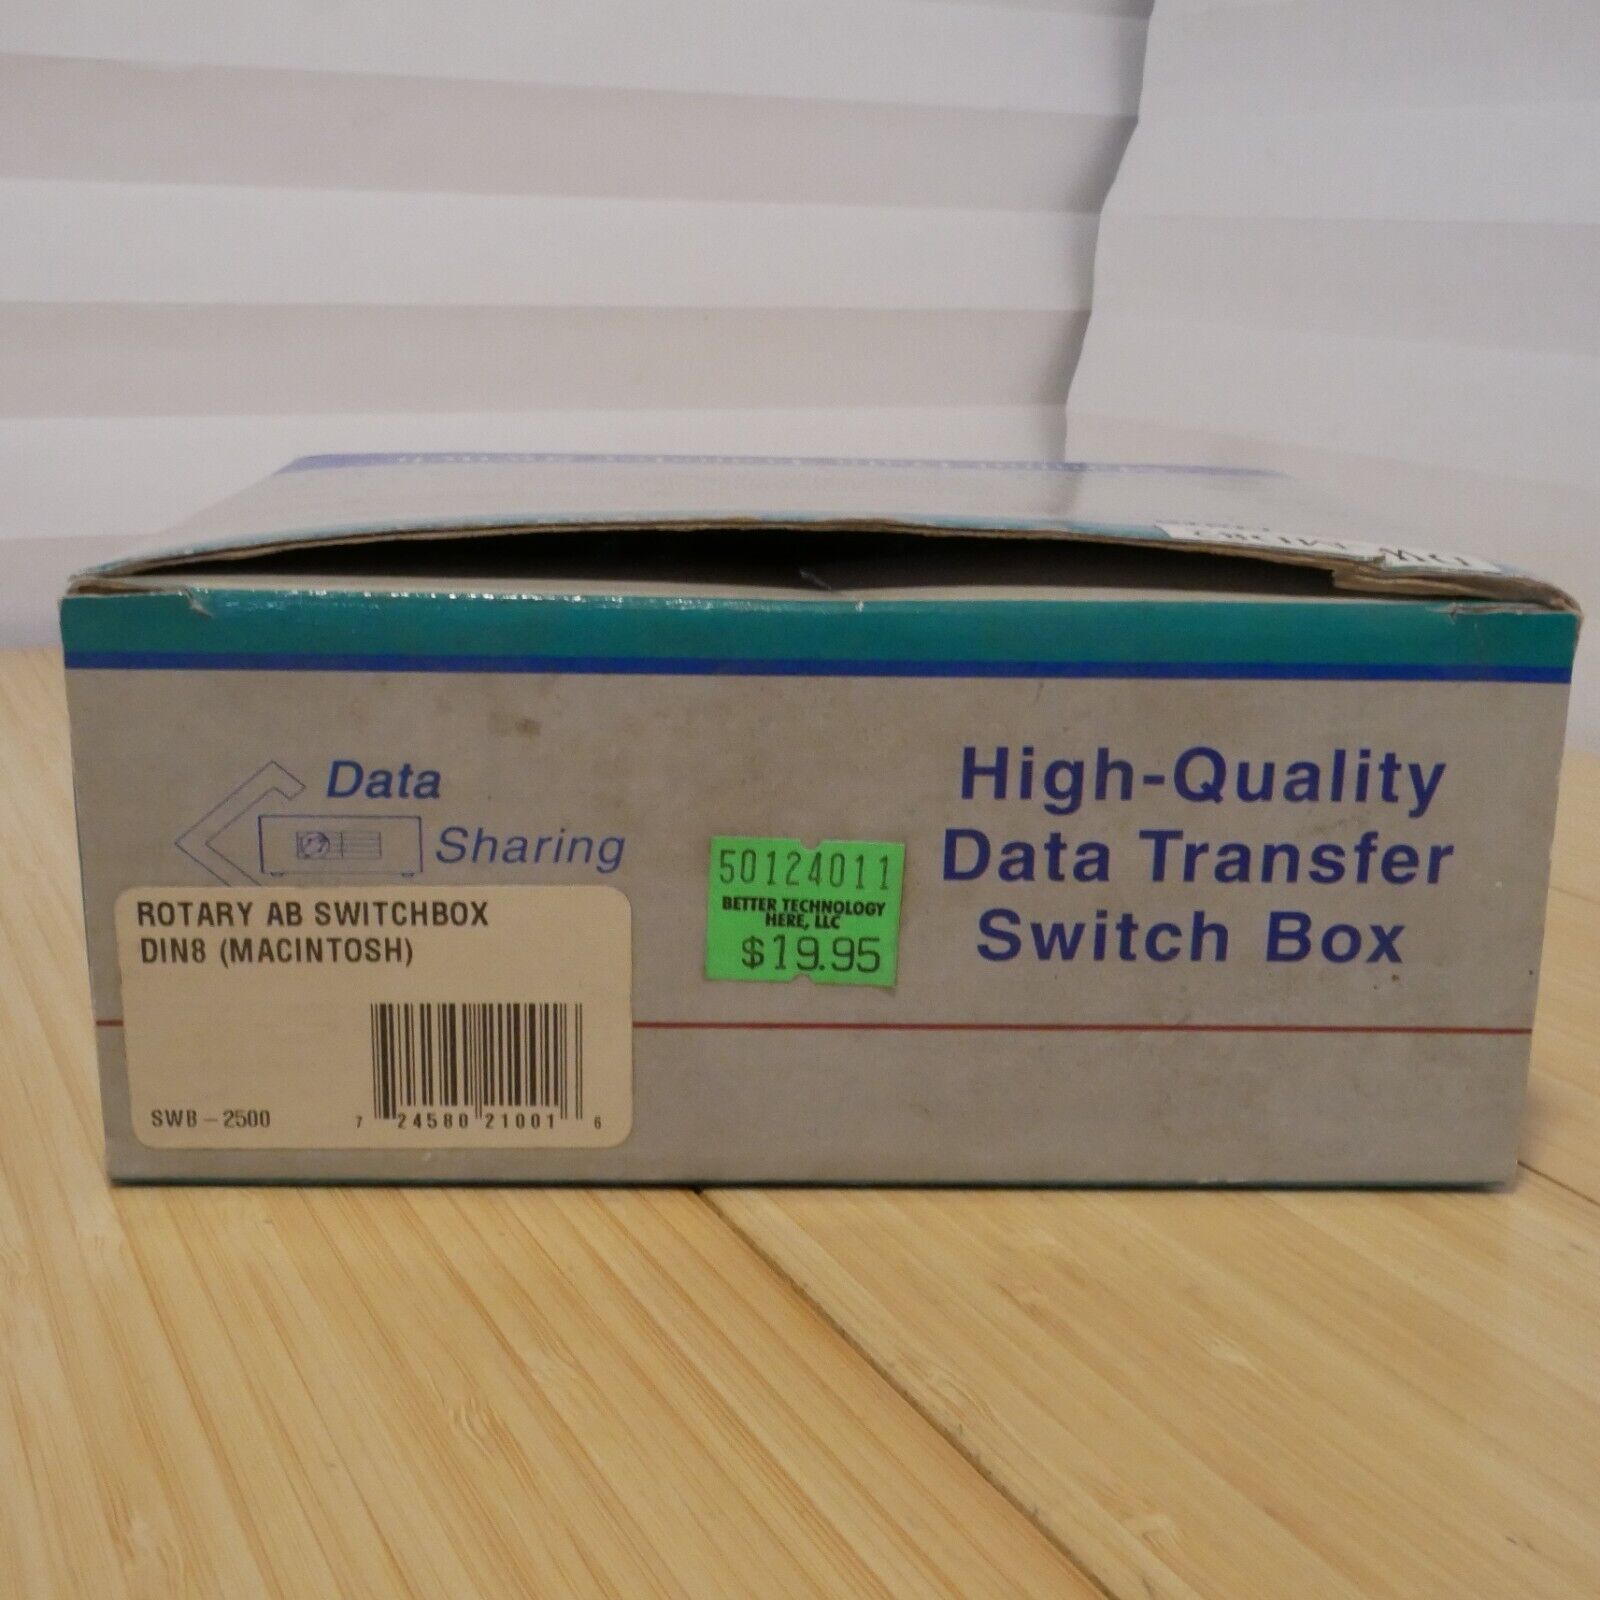 Data
Sharing
High-Quality
Data Transfer
Switch Box
50124011
BETTER TECHNOLOGY
HERE, LLC
$19.95
ROTARY AB SWITCHBOX
DIN8 (MACINTOSH)
SWB-2500
7 24580 21001 6